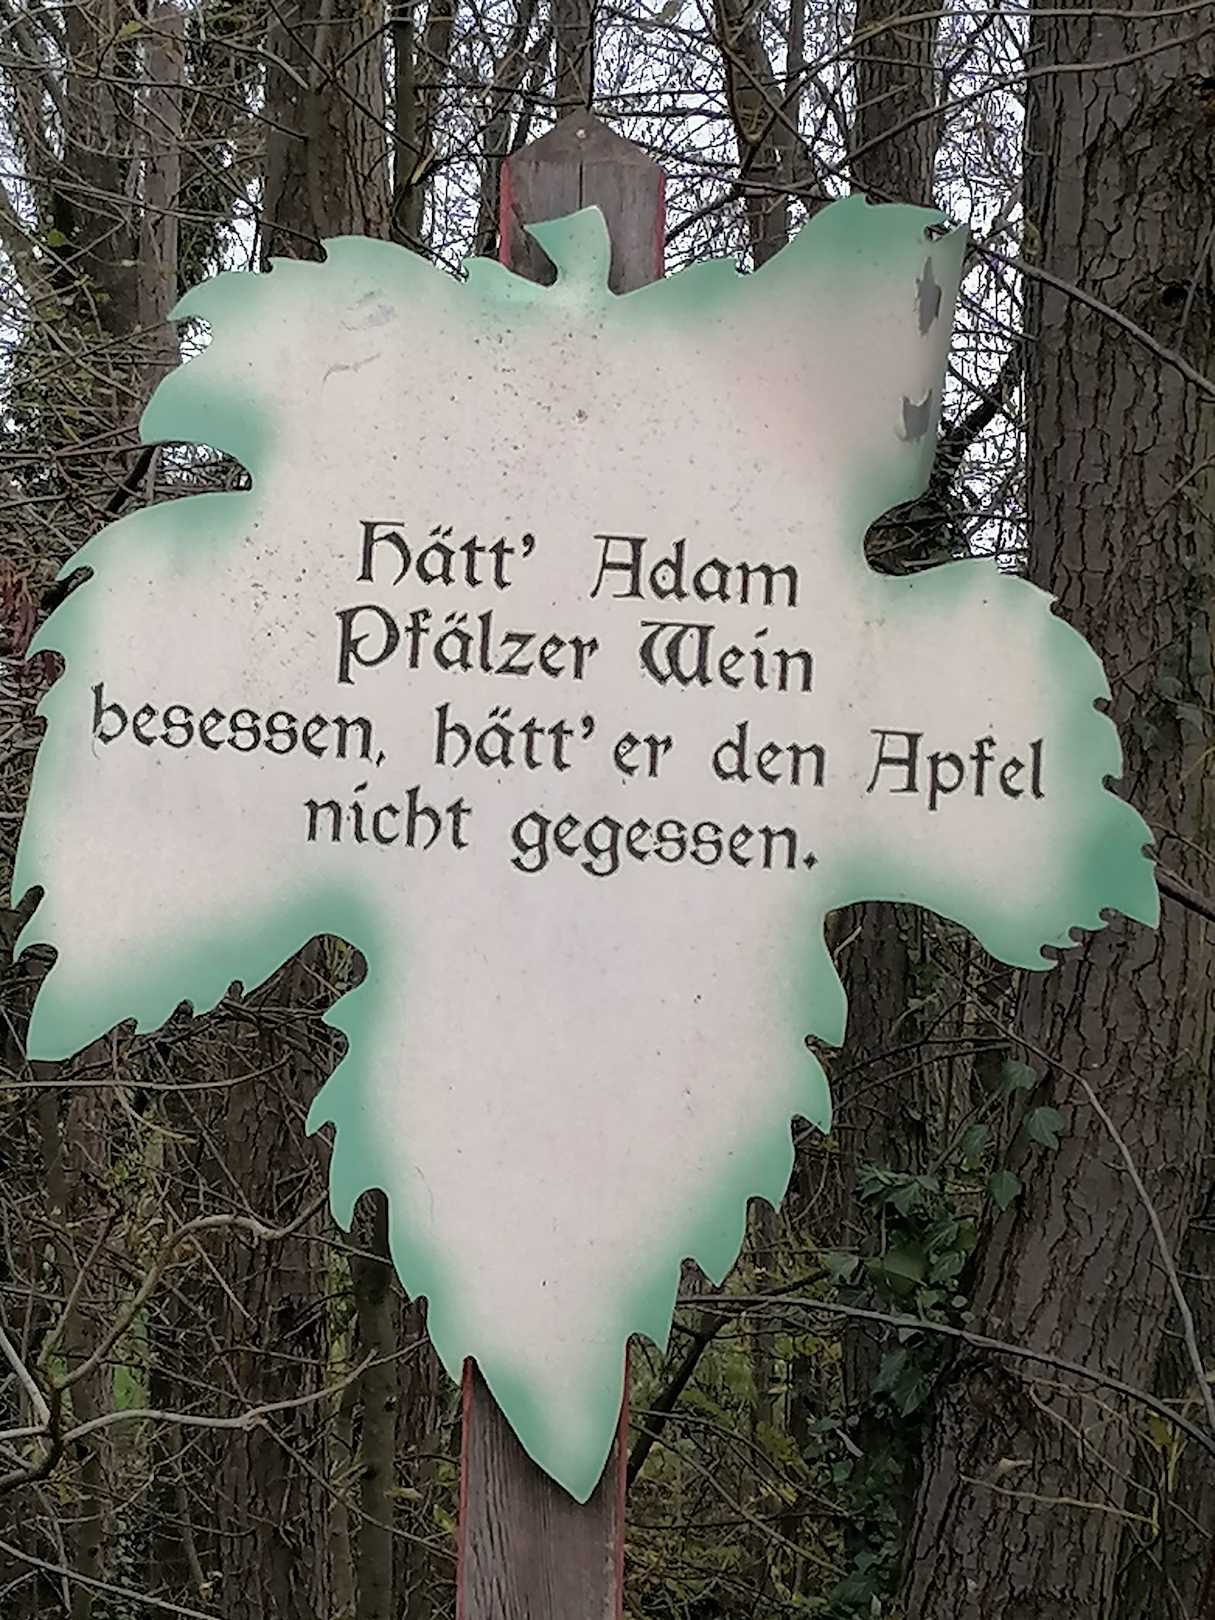 Hätt' Adam
Pfälzer Wein
besessen, hätt' er den Apfel
nicht gegessen.